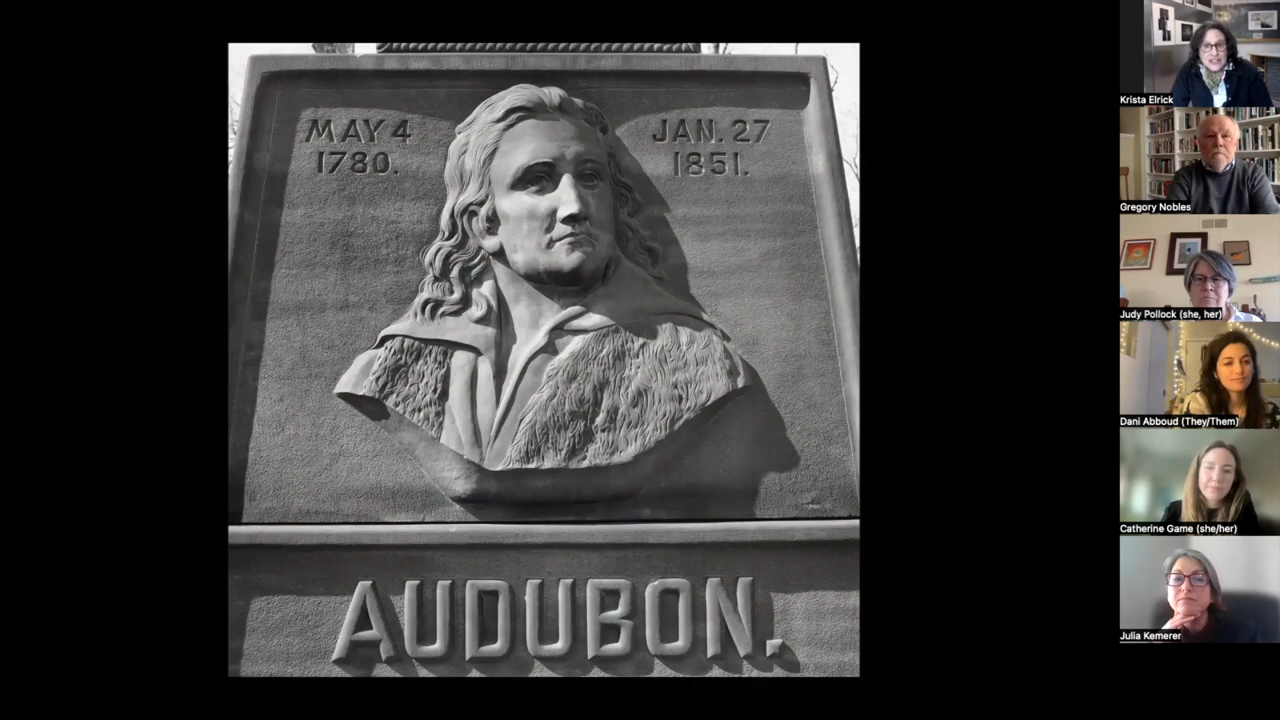 MAY 4
1780.
JAN. 27
1851.
AUDUBON.
Krista Elrick
Gregory Nobles
Judy Pollock (she, her)
Dani Abboud (They/Them)
Catherine Game (she/her)
Julia Kemerer